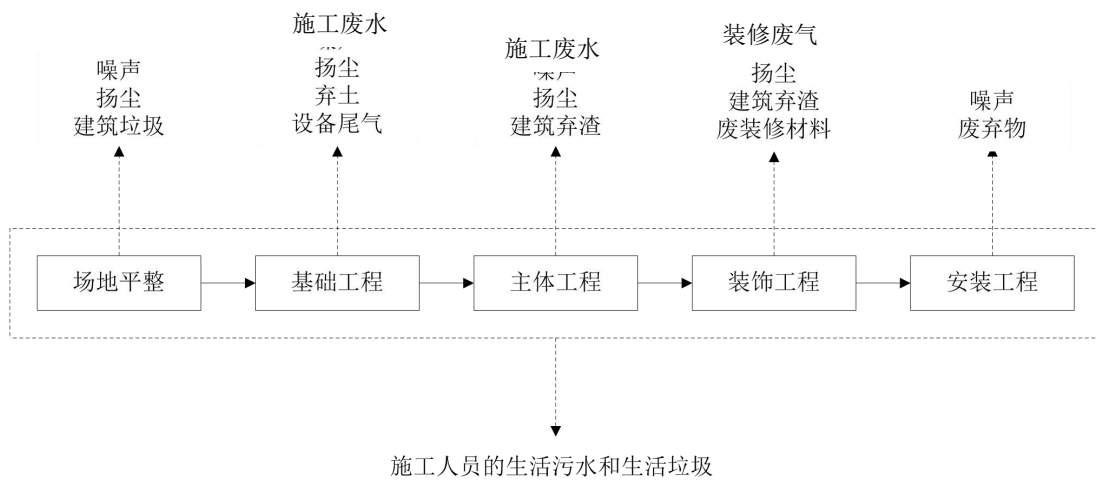 施工废水
扬尘
弃土
设备尾气
施工废水
扬尘
建筑弃渣
装修废气
扬尘
建筑弃渣
废装修材料
噪声
扬尘
建筑垃圾
噪声
废弃物
场地平整
基础工程
主体工程
装饰工程
安装工程
施工人员的生活污水和生活垃圾